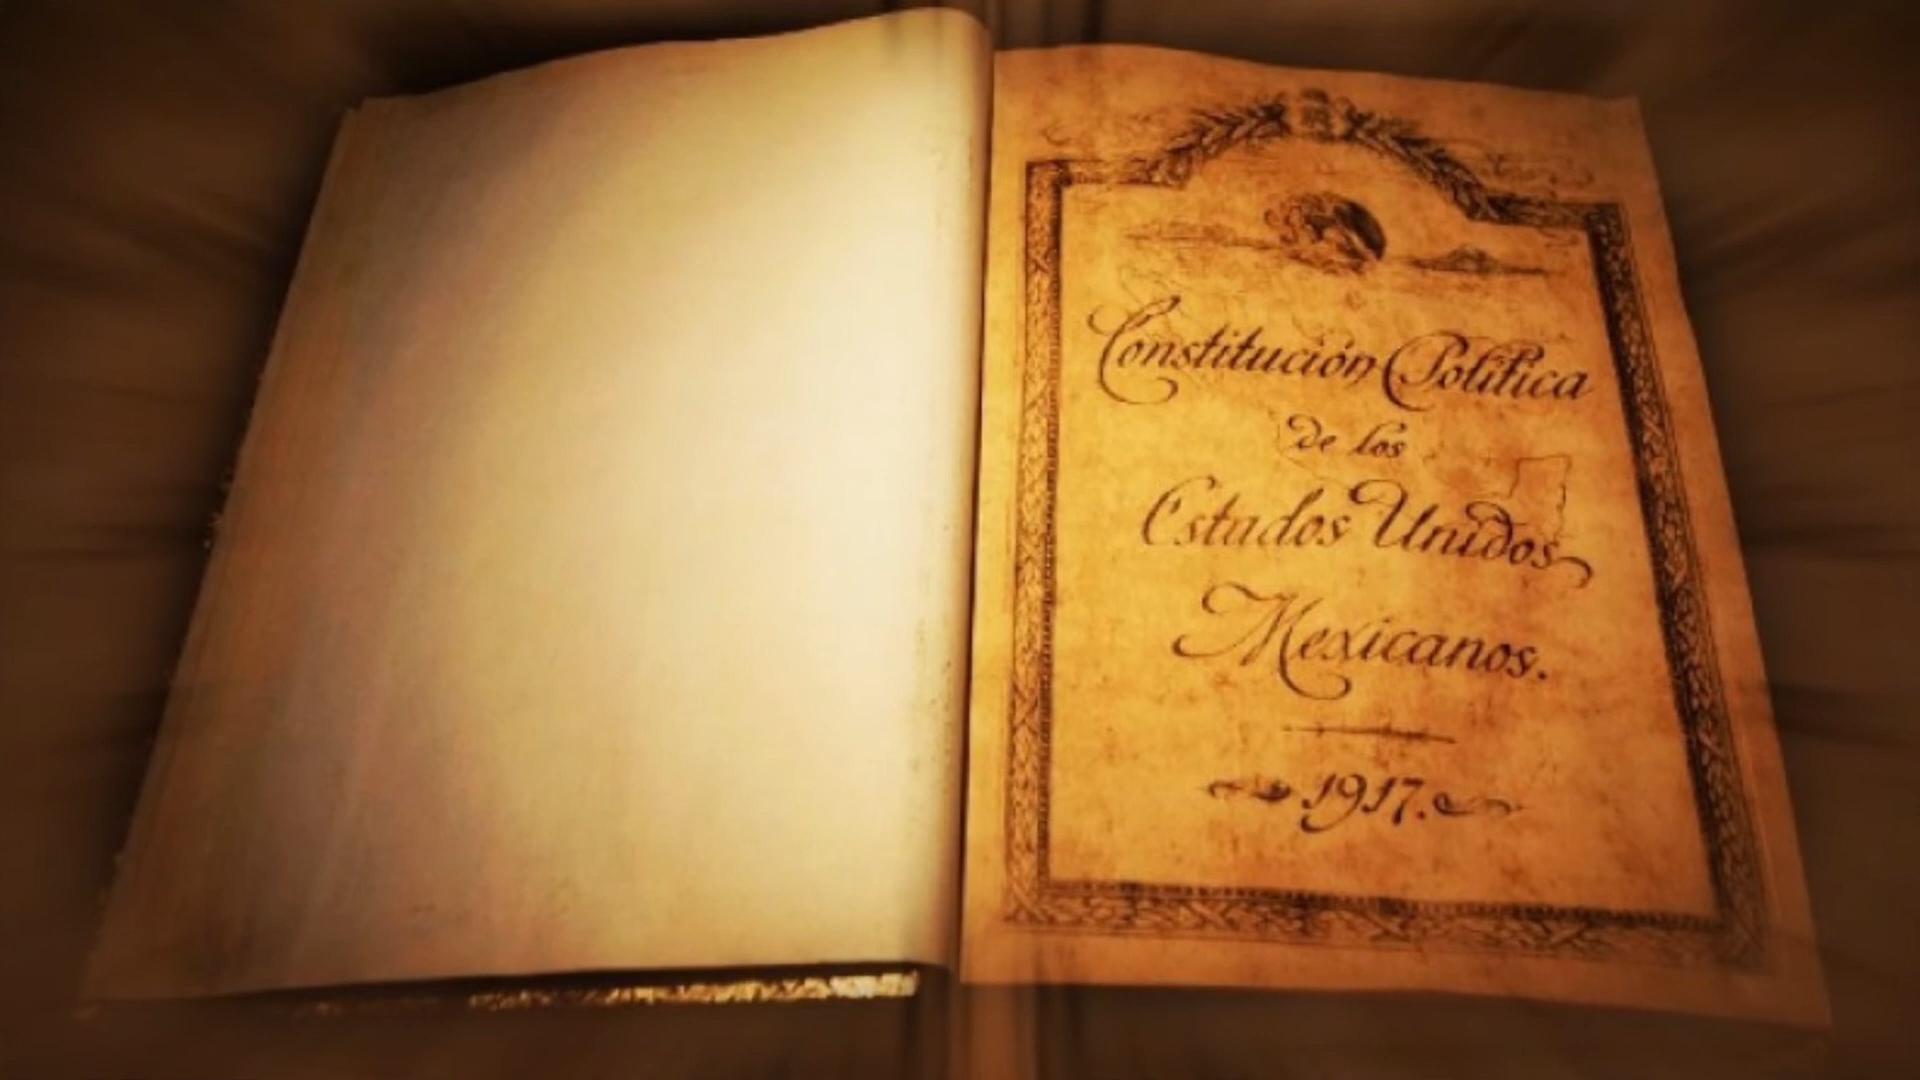 Constitución Política
de los
Estados Unidos
Mexicanos.
1917.